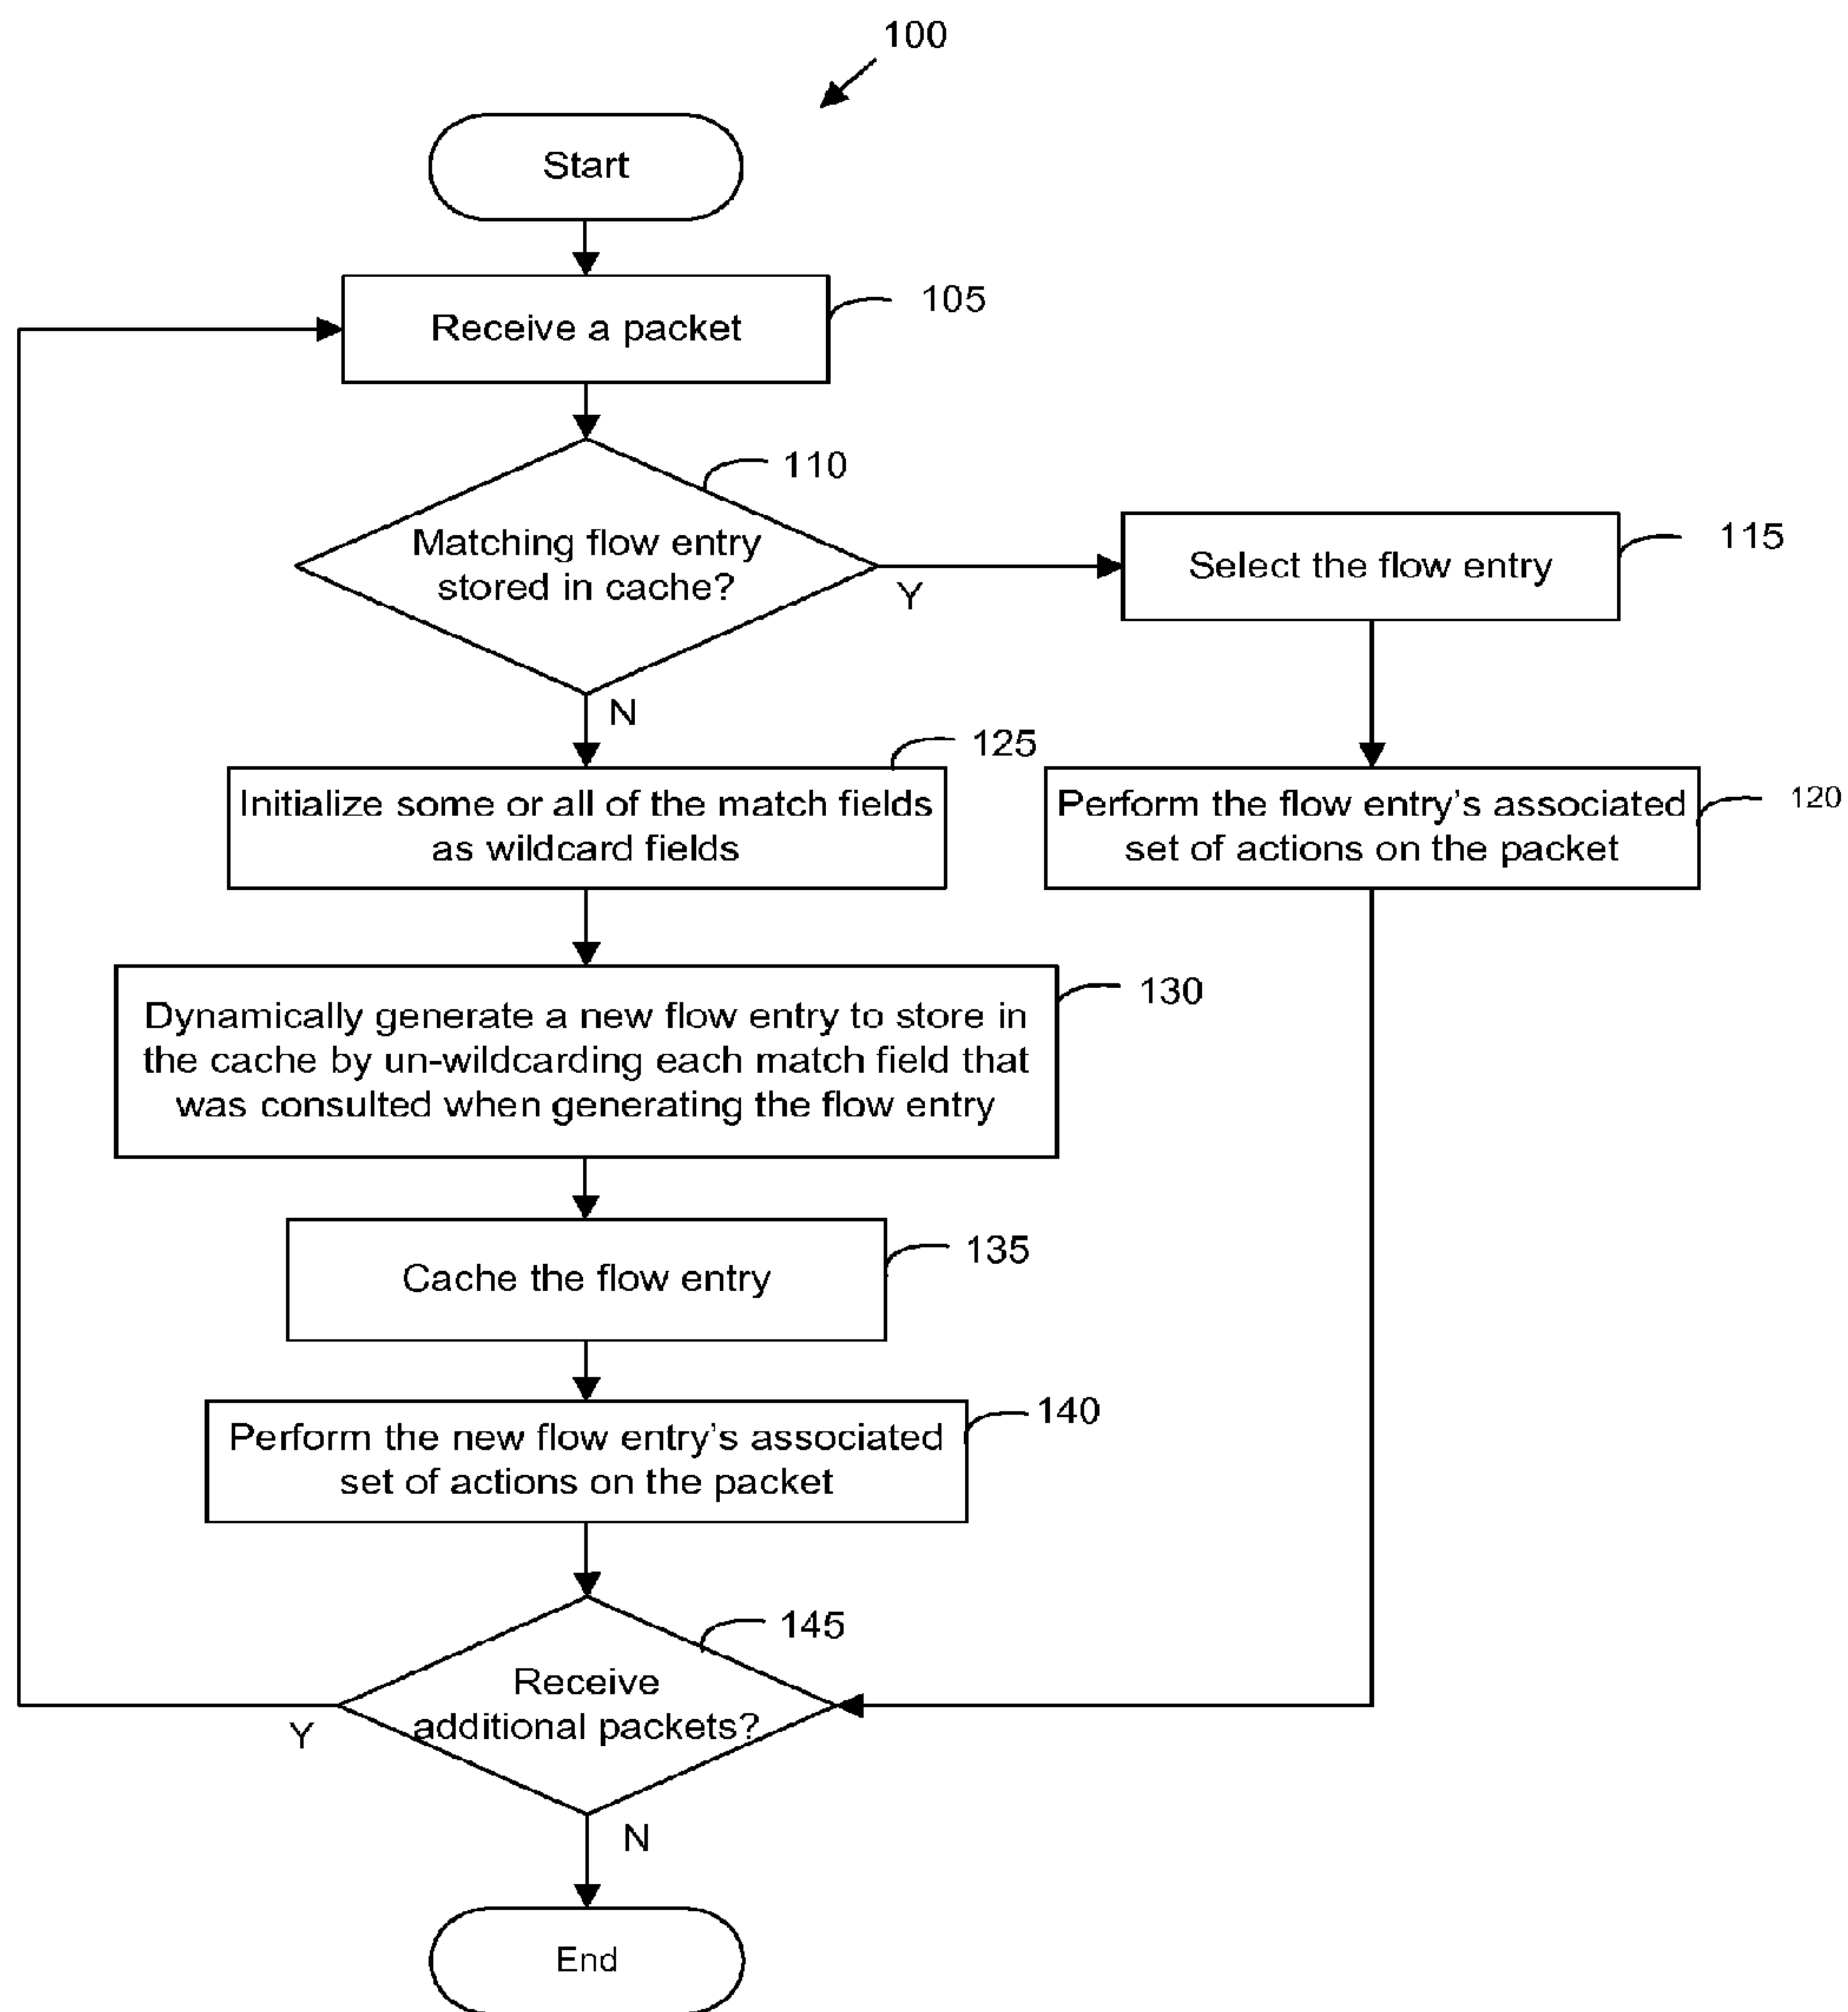 100
Start
105
Receive a packet
110
Matching flow entry
stored in cache?
Y
N
115
Select the flow entry
125
Initialize some or all of the match fields
as wildcard fields
120
Perform the flow entry's associated
set of actions on the packet
130
Dynamically generate a new flow entry to store in
the cache by un-wildcarding each match field that
was consulted when generating the flow entry
135
Cache the flow entry
140
Perform the new flow entry's associated
set of actions on the packet
145
Receive
additional packets?
Y
N
End